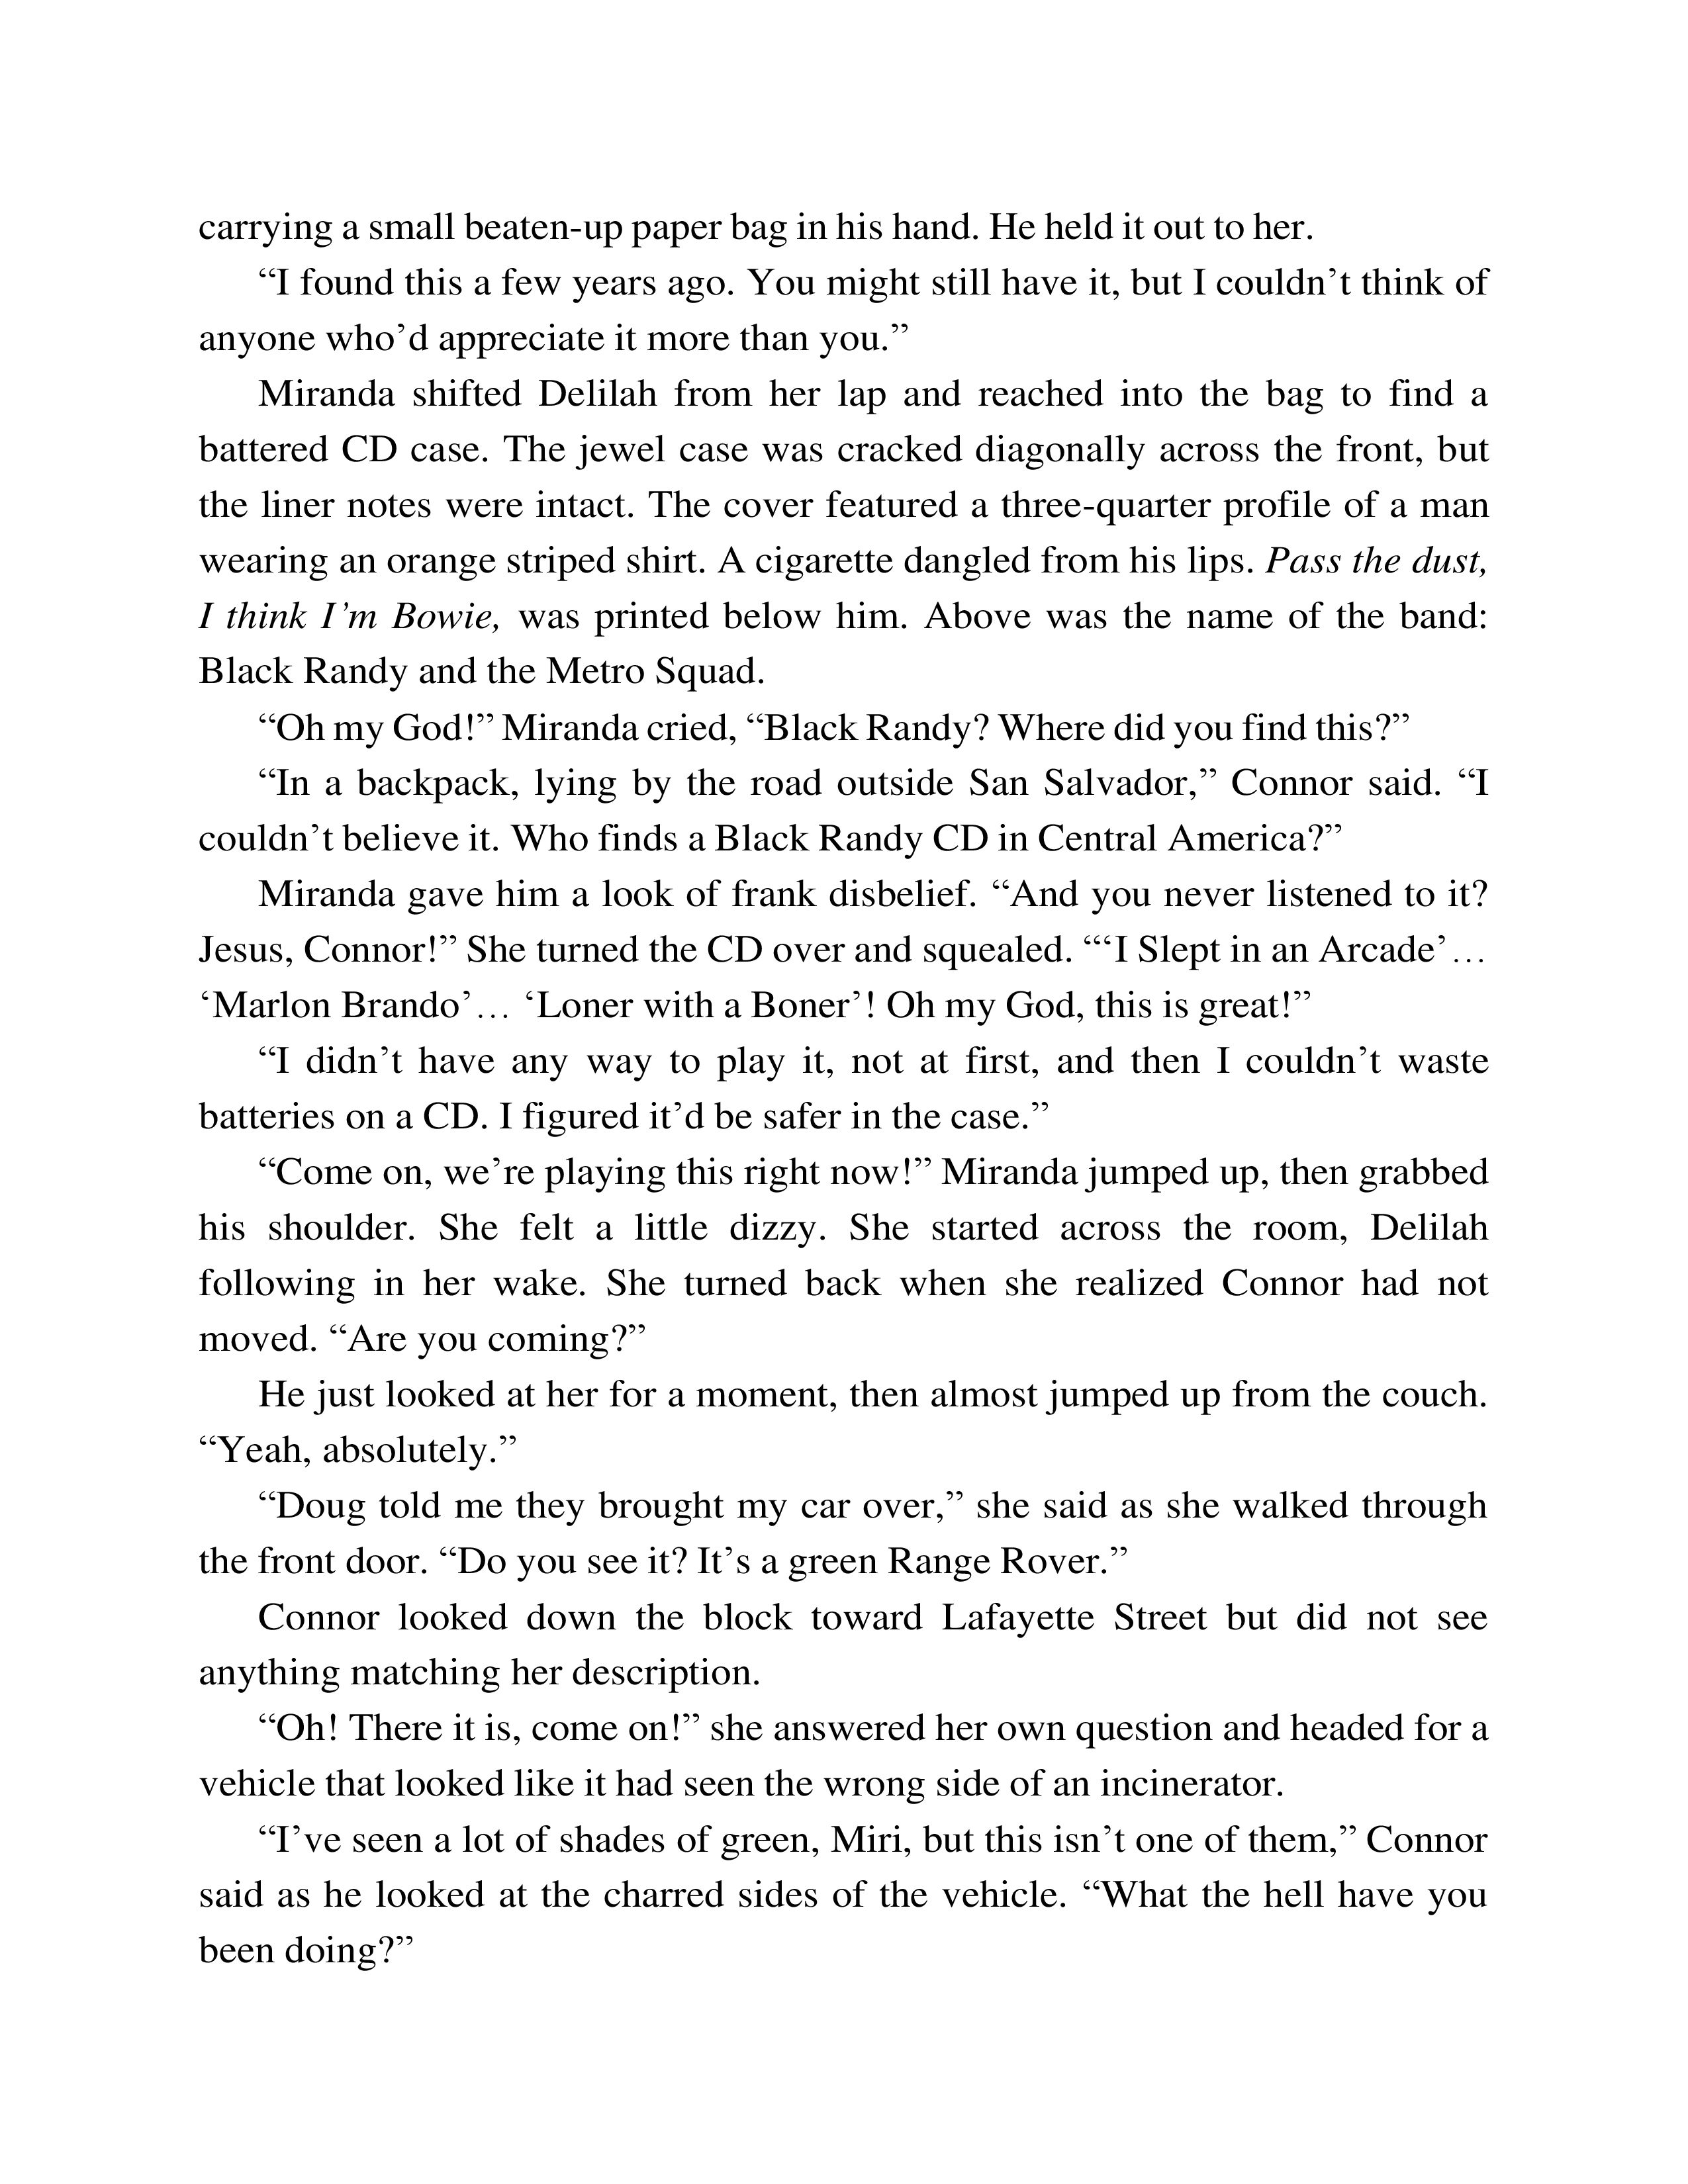 carrying a small beaten-up paper bag in his hand. He held it out to her.
“I found this a few years ago. You might still have it, but I couldn’t think of
anyone who’d appreciate it more than you.”
Miranda shifted Delilah from her lap and reached into the bag to find a
battered CD case. The jewel case was cracked diagonally across the front, but
the liner notes were intact. The cover featured a three-quarter profile of a man
wearing an orange striped shirt. A cigarette dangled from his lips. Pass the dust,
I think I’m Bowie, was printed below him. Above was the name of the band:
Black Randy and the Metro Squad.
“Oh my God!” Miranda cried, “Black Randy? Where did you find this?”
“In a backpack, lying by the road outside San Salvador,” Connor said. “I
couldn’t believe it. Who finds a Black Randy CD in Central America?”
Miranda gave him a look of frank disbelief. “And you never listened to it?
Jesus, Connor!” She turned the CD over and squealed. “‘I Slept in an Arcade’…
‘Marlon Brando’… ‘Loner with a Boner’! Oh my God, this is great!”
“I didn’t have any way to play it, not at first, and then I couldn’t waste
batteries on a CD. I figured it’d be safer in the case.”
“Come on, we’re playing this right now!” Miranda jumped up, then grabbed
his shoulder. She felt a little dizzy. She started across the room, Delilah
following in her wake. She turned back when she realized Connor had not
moved. “Are you coming?”
He just looked at her for a moment, then almost jumped up from the couch.
“Yeah, absolutely.”
“Doug told me they brought my car over,” she said as she walked through
the front door. “Do you see it? It’s a green Range Rover.”
Connor looked down the block toward Lafayette Street but did not see
anything matching her description.
“Oh! There it is, come on!” she answered her own question and headed for a
vehicle that looked like it had seen the wrong side of an incinerator.
“I’ve seen a lot of shades of green, Miri, but this isn’t one of them,” Connor
said as he looked at the charred sides of the vehicle. “What the hell have you
been doing?”